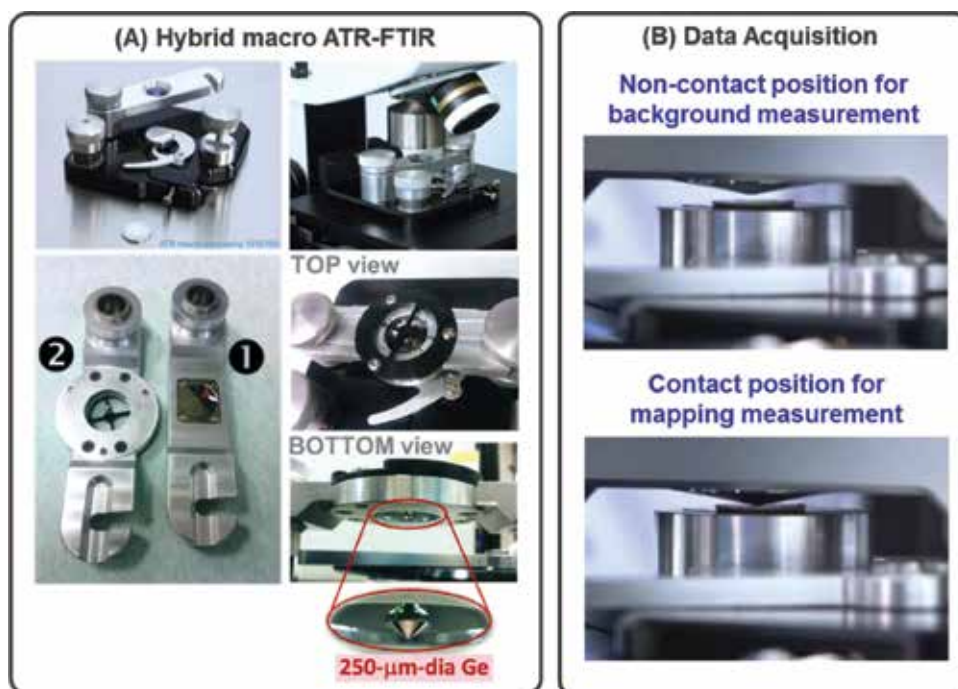 (A) Hybrid macro ATR-FTIR
TOP view
2
1
BOTTOM view
250-μm-dia Ge
(B) Data Acquisition
Non-contact position for
background measurement
Contact position for
mapping measurement